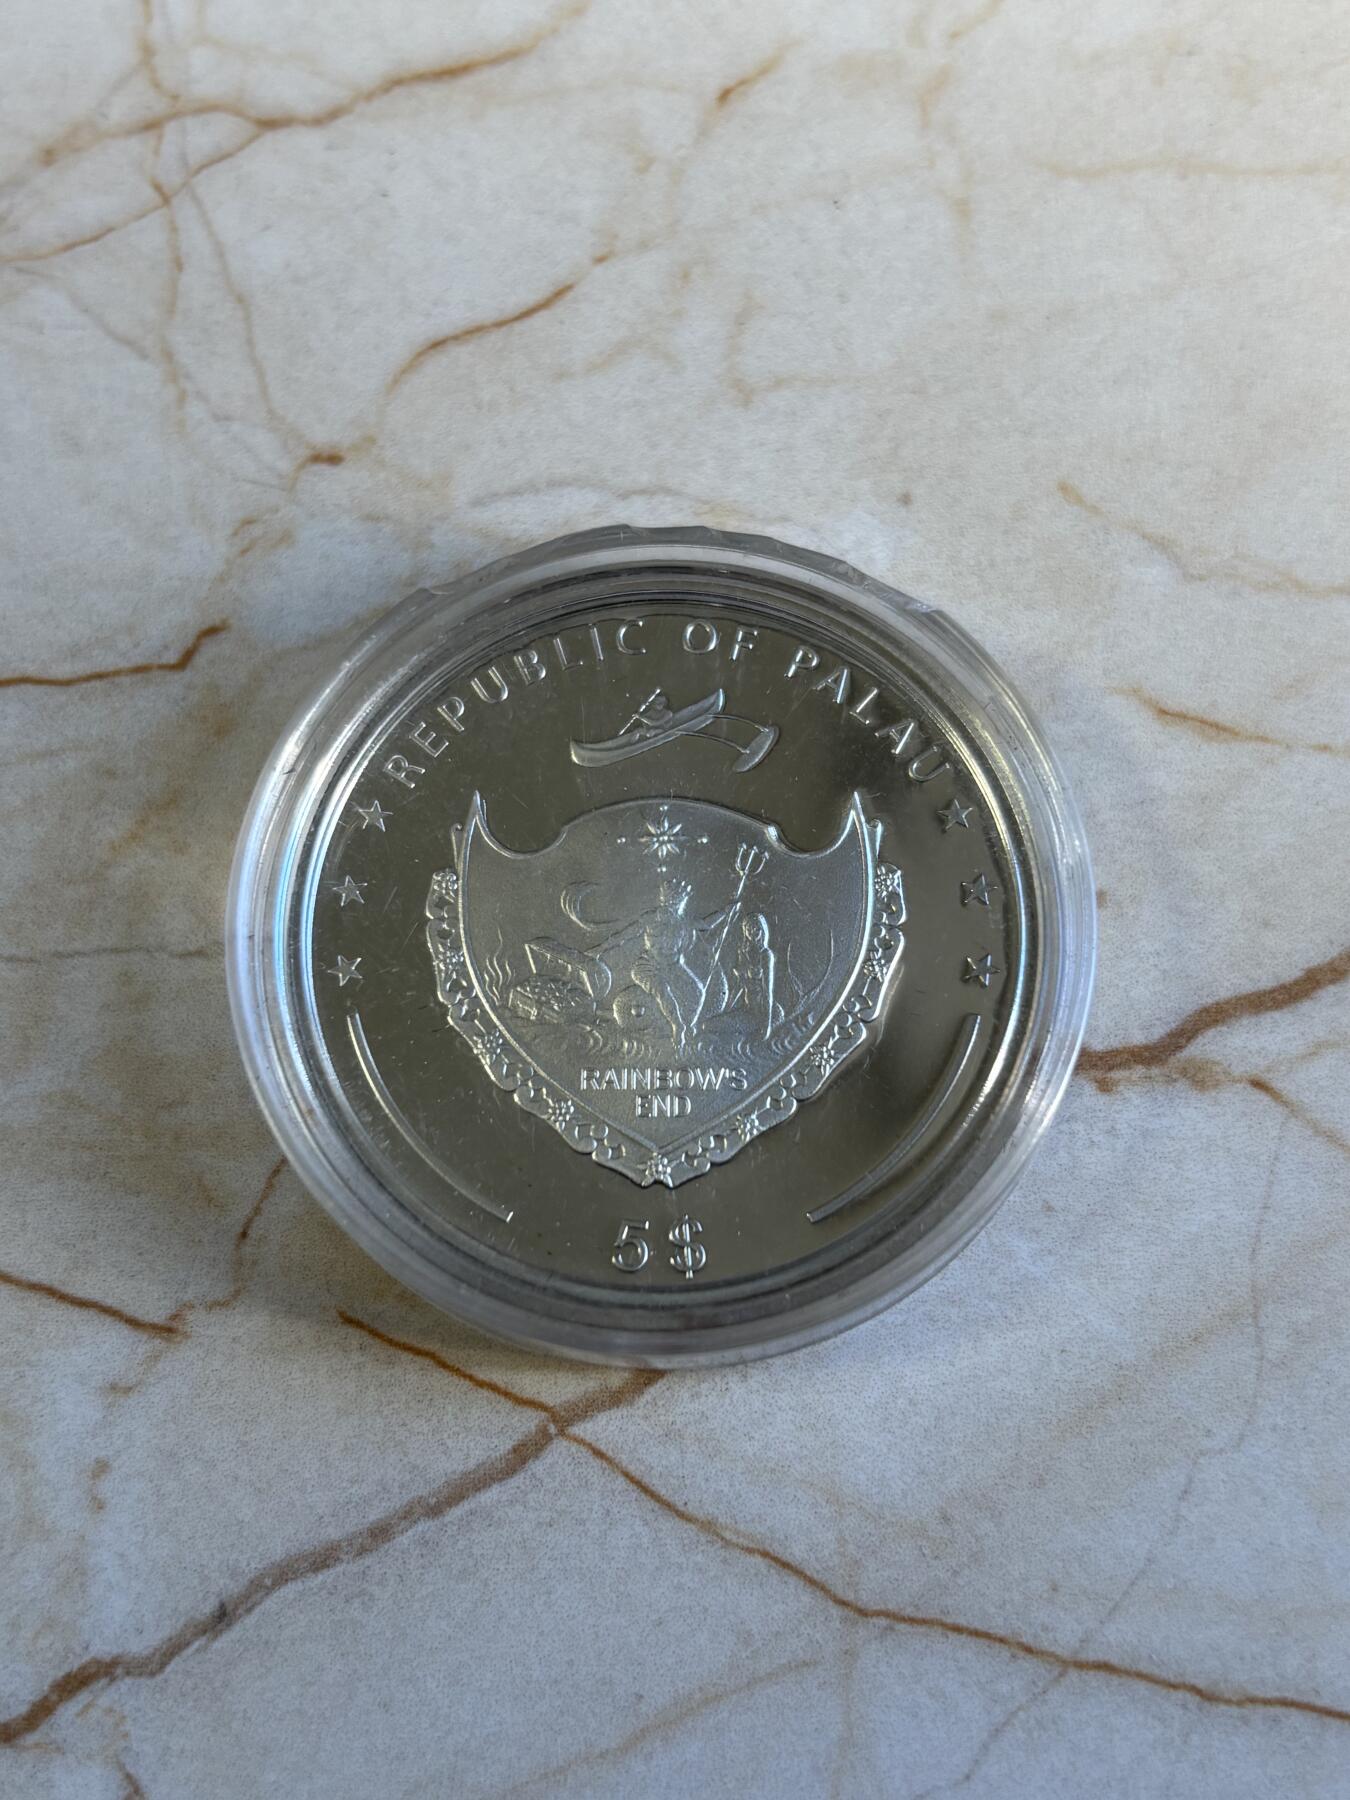 REPUBLIC OF PALAU
RAINBOW'S
END
5$